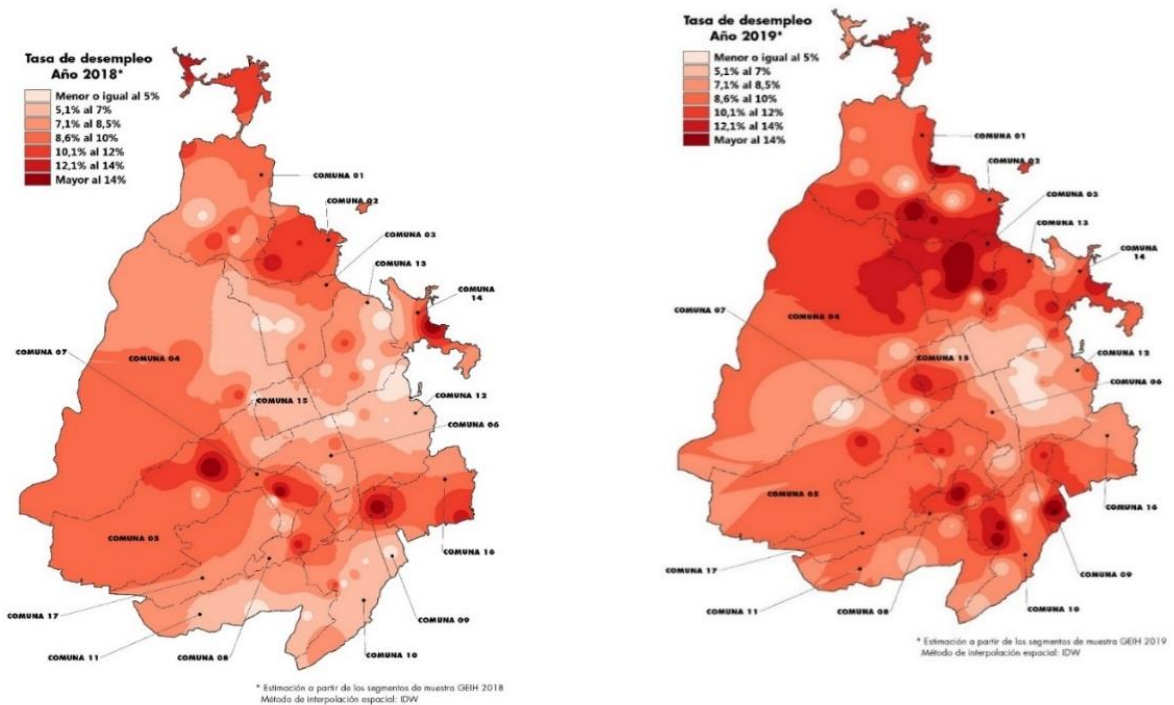 Tasa de desempleo
Año 2018*
Menor o igual al 5%
5,1% al 7%
7,1% al 8,5%
8,6% al 10%
10,1% al 12%
12,1% al 14%
Mayor al 14%
COMUNA 01
COMUNA 02
COMUNA 03
COMUNA 13
COMUNA
14
COMUNA 07
COMUNA 04
COMUNA 15
COMUNA 12
COMUNA 06
COMUNA 05
COMUNA 16
COMUNA 17
COMUNA 09
COMUNA 11
COMUNA 08
COMUNA 10
* Estimación a partir de los segmentos de muestra GEIH 2018
Método de interpolación espacial: IDW
Tasa de desempleo
Año 2019*
Menor o igual al 5%
5,1% al 7%
7,1% al 8,5%
8,6% al 10%
10,1% al 12%
12,1% al 14%
Mayor al 14%
COMUNA 01
COMUNA 02
COMUNA 03
COMUNA 13
COMUNA
14
COMUNA 07
COMUNA 04
COMUNA 15
COMUNA 12
COMUNA 06
COMUNA 05
COMUNA 16
COMUNA 17
COMUNA 09
COMUNA 11
COMUNA 08
COMUNA 10
* Estimación a partir de los segmentos de muestra GEIH 2019
Método de interpolación espacial: IDW